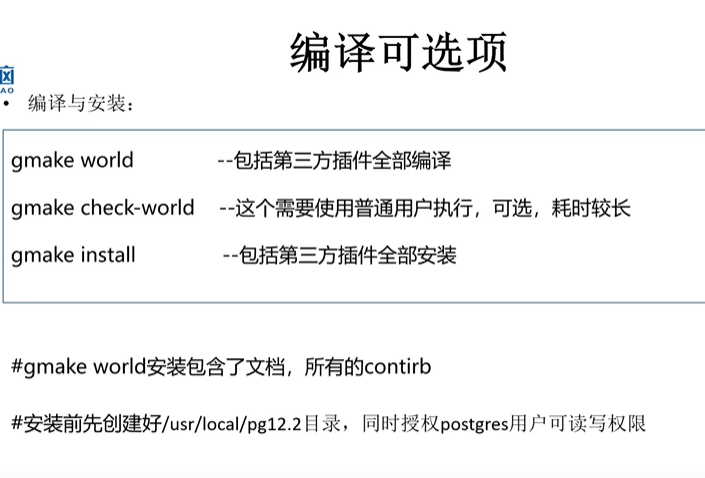 编译可选项
区
AO
• 编译与安装：
gmake world --包括第三方插件全部编译
gmake check-world --这个需要使用普通用户执行，可选，耗时较长
gmake install --包括第三方插件全部安装
#gmake world安装包含了文档，所有的contirb
#安装前先创建好/usr/local/pg12.2目录，同时授权postgres用户可读写权限